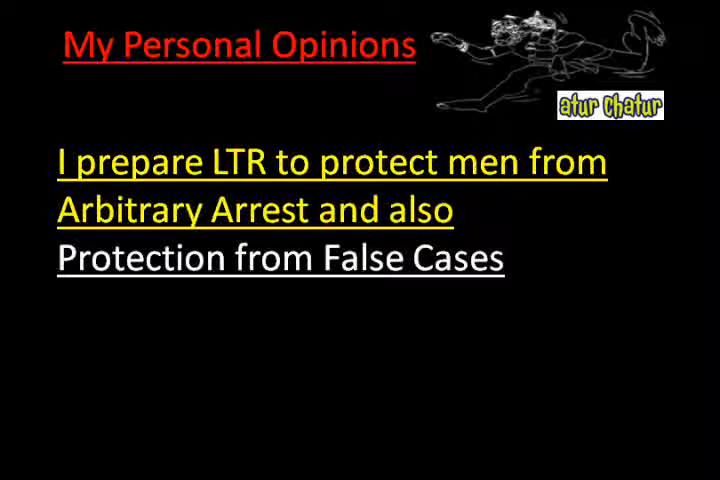 My Personal Opinions
atur chatur
I prepare LTR to protect men from
Arbitrary Arrest and also
Protection from False Cases